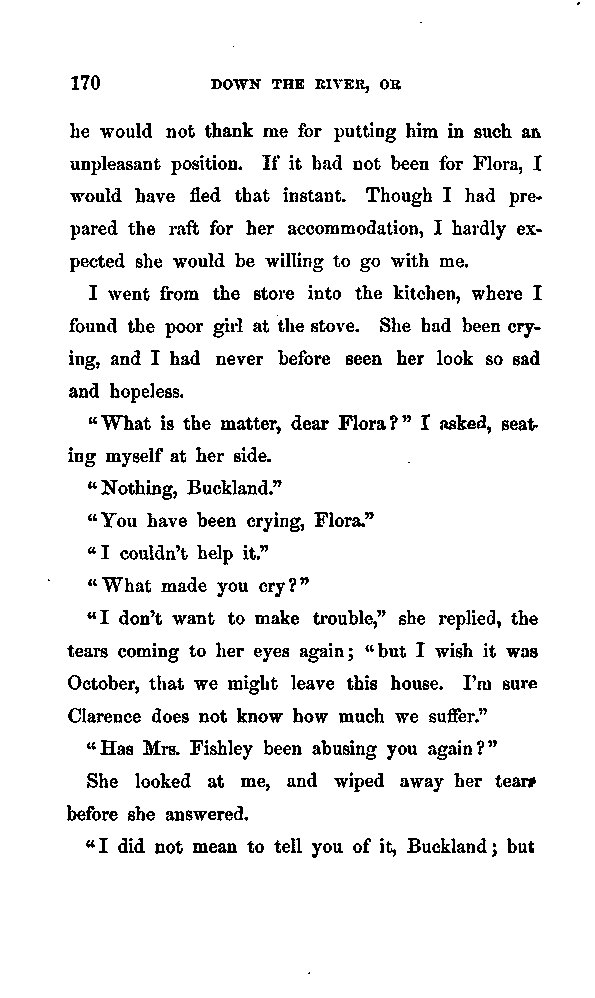 170 DOWN THE RIVER, OR
he would not thank me for putting him in such an
unpleasant position. If it had not been for Flora, I
would have fled that instant. Though I had pre-
pared the raft for her accommodation, I hardly ex-
pected she would be willing to go with me.
I went from the store into the kitchen, where I
found the poor girl at the stove. She had been cry-
ing, and I had never before seen her look so sad
and hopeless.
“What is the matter, dear Flora?” I asked, seat-
ing myself at her side.
“Nothing, Buckland.”
“You have been crying, Flora.”
“I couldn’t help it.”
“What made you cry?”
“I don’t want to make trouble,” she replied, the
tears coming to her eyes again; “but I wish it was
October, that we might leave this house. I’m sure
Clarence does not know how much we suffer.”
“Has Mrs. Fishley been abusing you again?”
She looked at me, and wiped away her tears
before she answered.
“I did not mean to tell you of it, Buckland; but